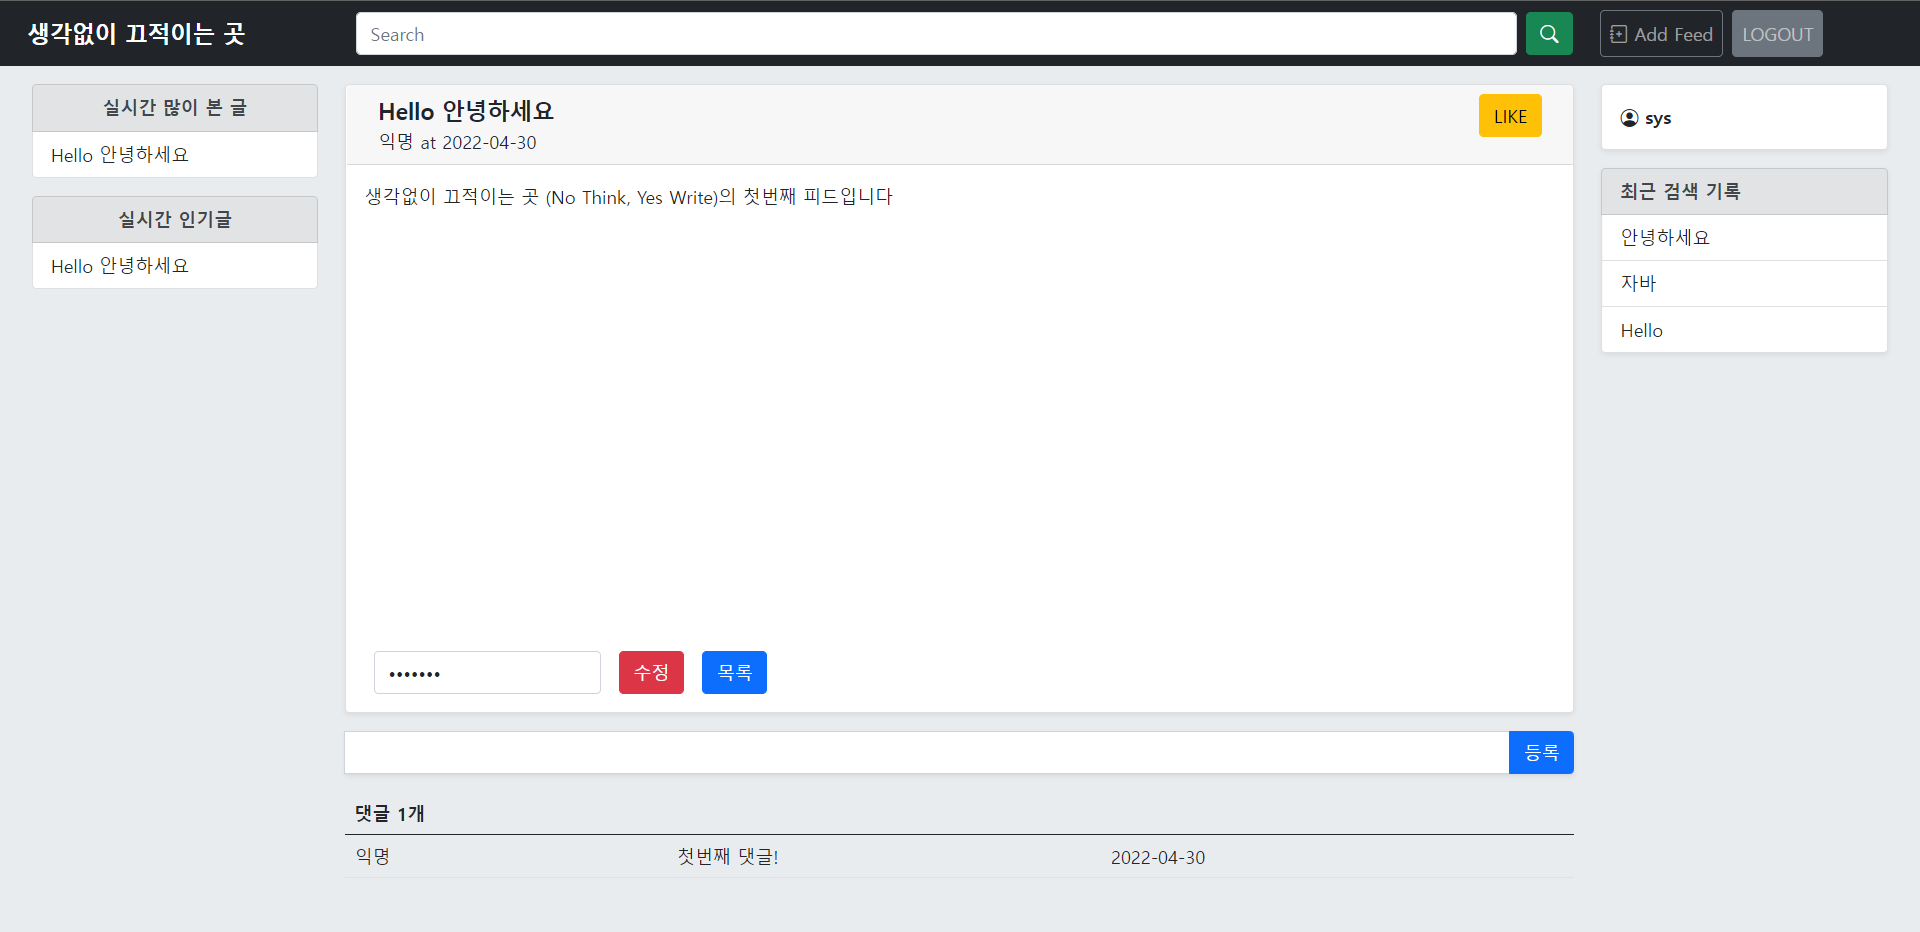 생각없이 끄적이는 곳
Search
Add Feed
LOGOUT
실시간 많이 본 글
Hello 안녕하세요
실시간 인기글
Hello 안녕하세요
Hello 안녕하세요
익명 at 2022-04-30
LIKE
생각없이 끄적이는 곳 (No Think, Yes Write)의 첫번째 피드입니다
•••••••
수정
목록
등록
댓글 1개
익명 첫번째 댓글! 2022-04-30
sys
최근 검색 기록
안녕하세요
자바
Hello